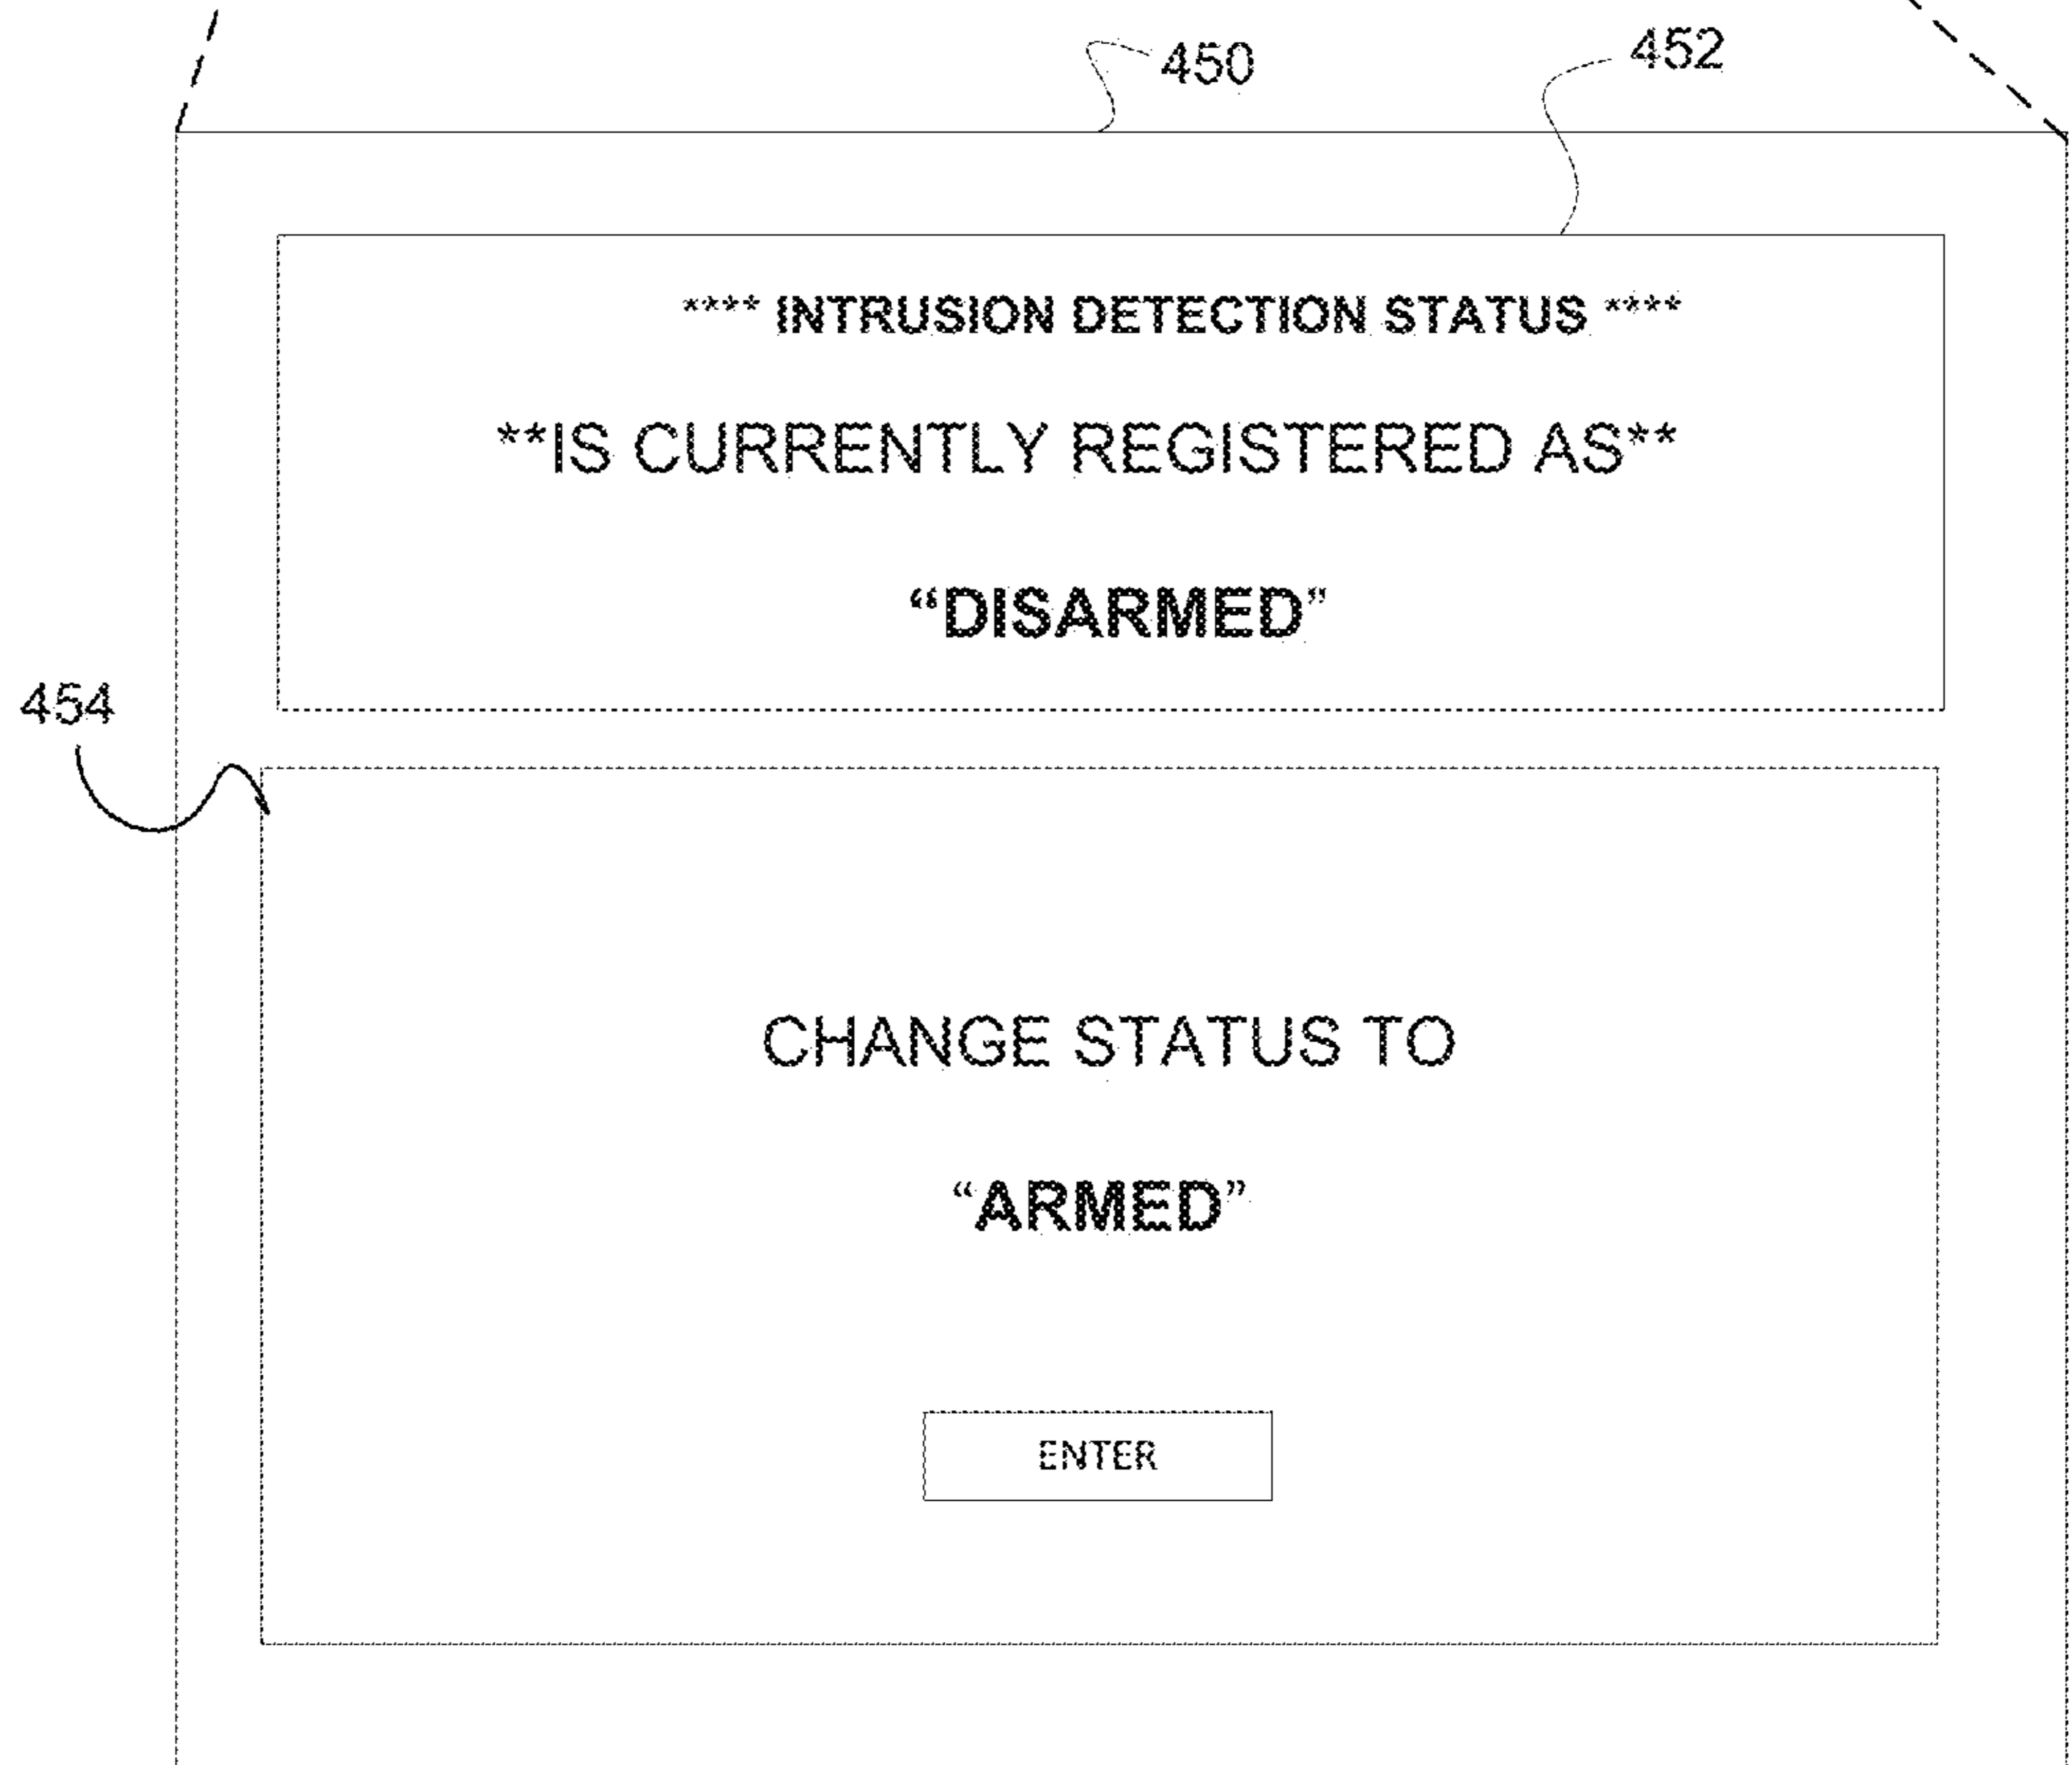 450
452
**** INTRUSION DETECTION STATUS ****
**IS CURRENTLY REGISTERED AS**
“DISARMED”
454
CHANGE STATUS TO
“ARMED”
ENTER